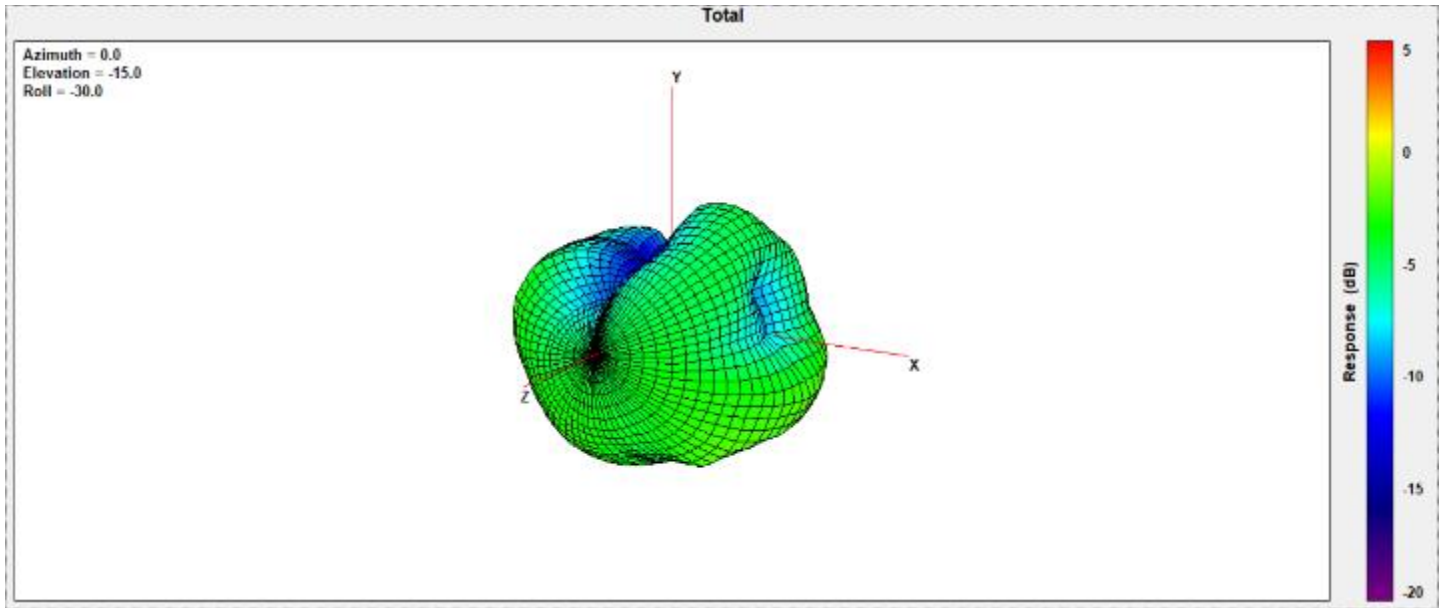 Total
Azimuth = 0.0
Elevation = -15.0
Roll = -30.0
Y
X
Z
5
0
-5
-10
-15
-20
Response (dB)